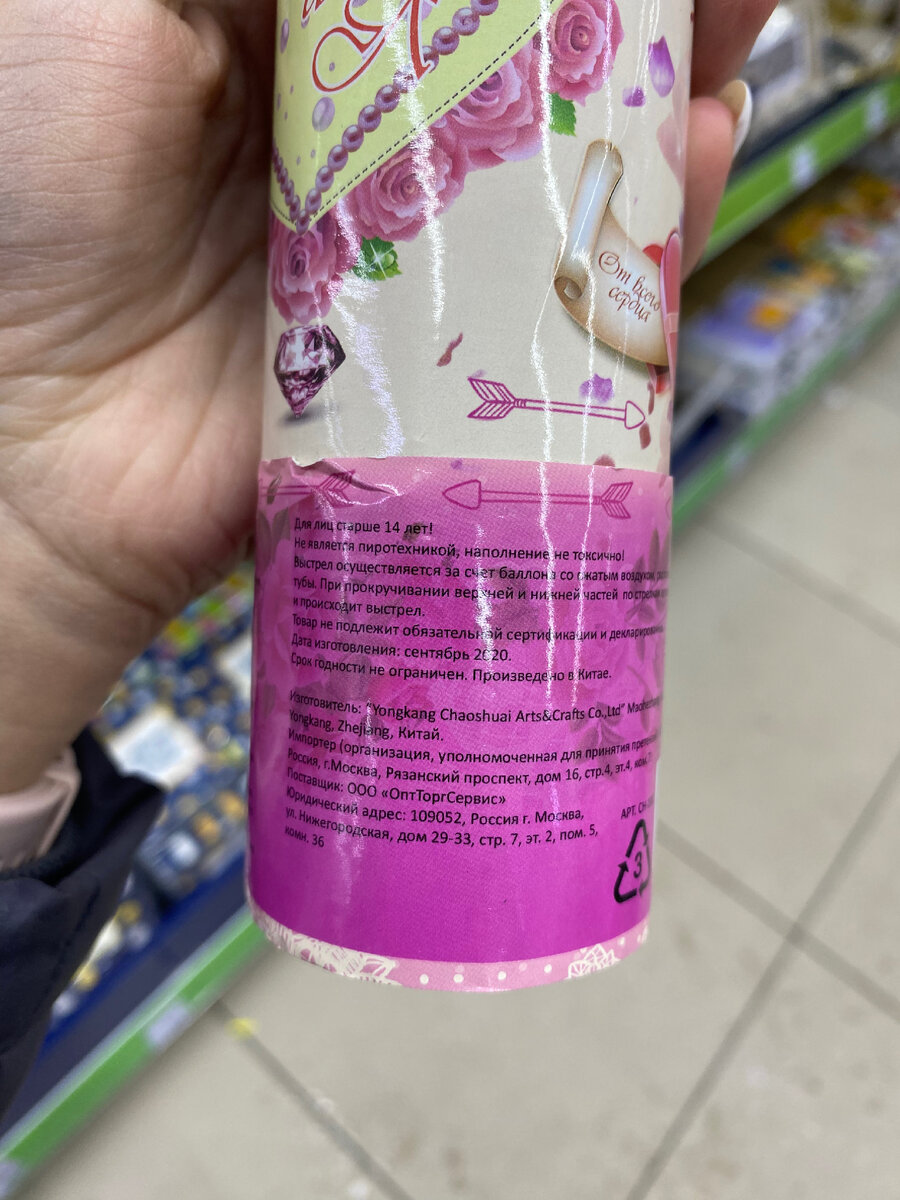 От всего
сердца
Для лиц старше 14 лет!
Не является пиротехникой, наполнение не токсично!
Выстрел осуществляется за счет баллона со сжатым воздухом,
тубы. При прокручивании верхней и нижней частей по стрелкам
и происходит выстрел.
Товар не подлежит обязательной сертификации и
Дата изготовления: сентябрь 2020.
Срок годности не ограничен. Произведено в Китае.
Изготовитель: "Yongkang Chaoshuai Arts&Crafts Co.,Ltd"
Yongkang, Zhejiang, Китай.
Импортер (организация, уполномоченная для принятия
Россия, г.Москва, Рязанский проспект, дом 16, стр.4, эт.4,
Поставщик: ООО «ОптТоргСервис»
Юридический адрес: 109052, Россия г. Москва,
ул. Нижегородская, дом 29-33, стр. 7, эт. 2, пом. 5,
комн. 36
АРТ.
3